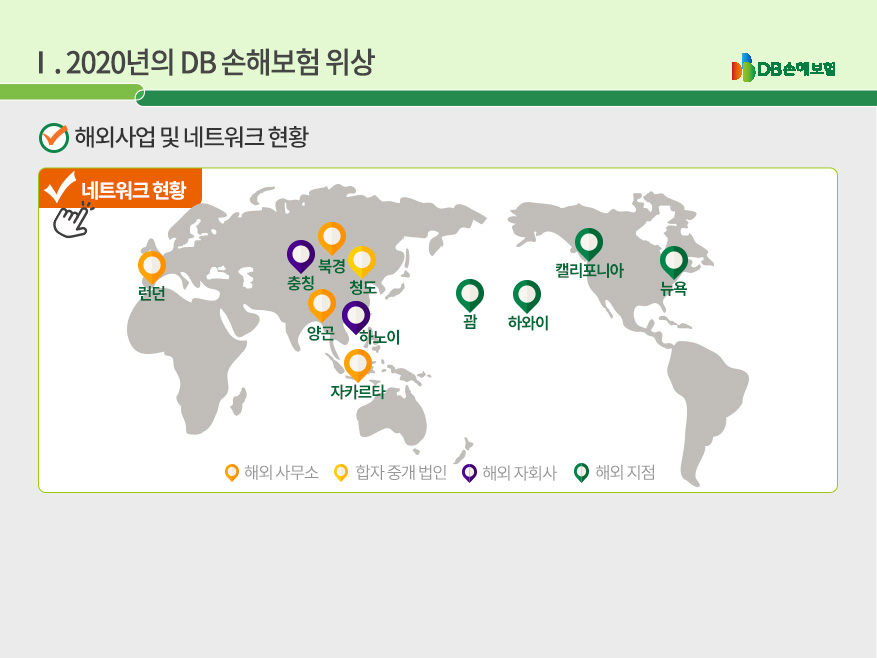 Ⅰ. 2020년의 DB 손해보험 위상
DB손해보험
해외사업 및 네트워크 현황
네트워크 현황
런던
충칭
북경
청도
양곤
하노이
자카르타
괌
하와이
캘리포니아
뉴욕
해외 사무소
합자 중개 법인
해외 자회사
해외 지점